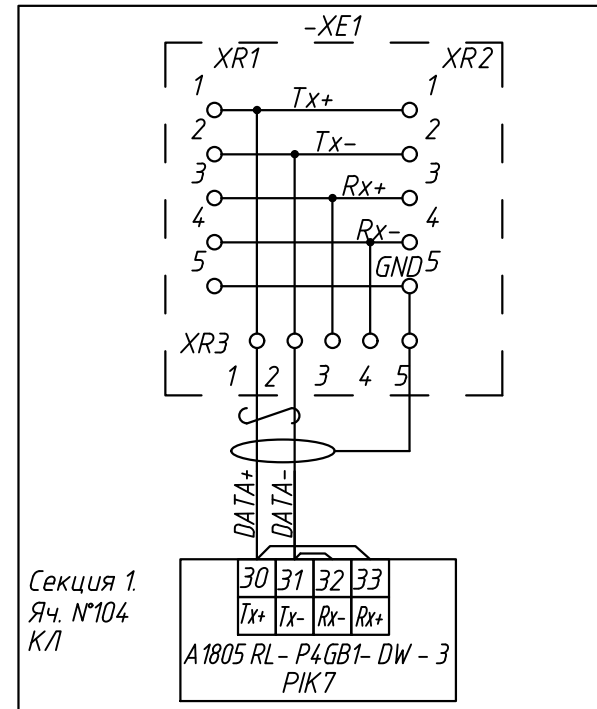 -XE1
XR1 XR2
1 1
Tx+
2 2
Tx-
3 3
Rx+
4 4
Rx-
5 GND 5
XR3
1 2 3 4 5
DATA+ DATA-
Секция 1.
Яч. №104
КЛ
30 31 32 33
Tx+ Tx- Rx- Rx+
A1805 RL- P4GB1- DW - 3
PIK7